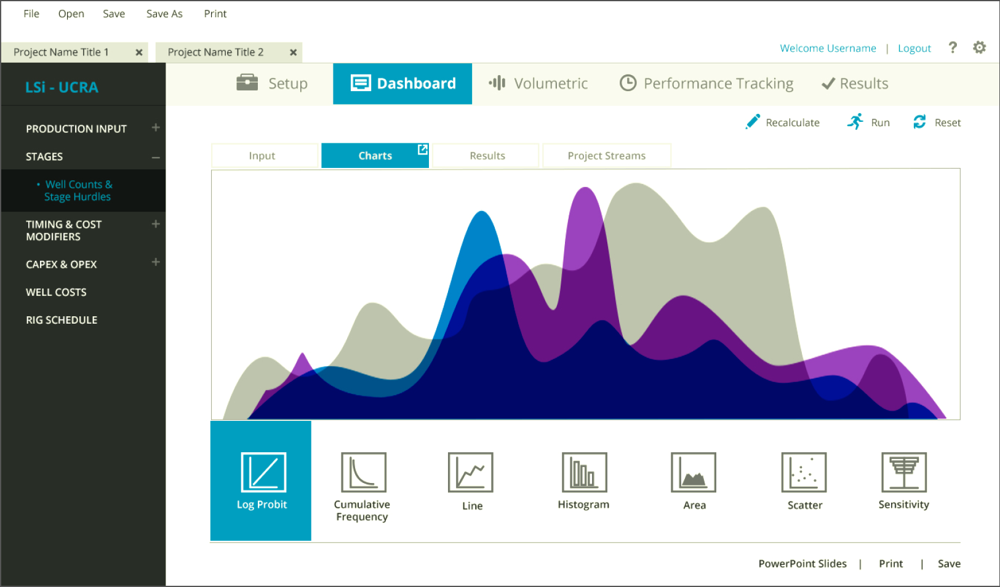 File Open Save Save As Print
Project Name Title 1 × Project Name Title 2 ×
Welcome Username | Logout ?
LSi - UCRA
Setup Dashboard Volumetric Performance Tracking Results
Recalculate Run Reset
PRODUCTION INPUT +
STAGES –
• Well Counts &
Stage Hurdles
TIMING & COST +
MODIFIERS
CAPEX & OPEX +
WELL COSTS
RIG SCHEDULE
Input Charts Results Project Streams
Log Probit
Cumulative
Frequency
Line
Histogram
Area
Scatter
Sensitivity
PowerPoint Slides | Print | Save